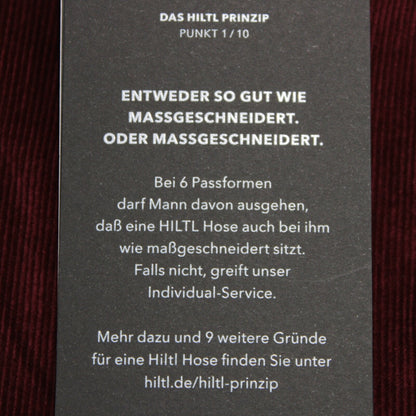 DAS HILTL PRINZIP
PUNKT 1 / 10
ENTWEDER SO GUT WIE
MASSGESCHNEIDERT.
ODER MASSGESCHNEIDERT.
Bei 6 Passformen
darf Mann davon ausgehen,
daß eine HILTL Hose auch bei ihm
wie maßgeschneidert sitzt.
Falls nicht, greift unser
Individual-Service.
Mehr dazu und 9 weitere Gründe
für eine Hiltl Hose finden Sie unter
hiltl.de/hiltl-prinzip